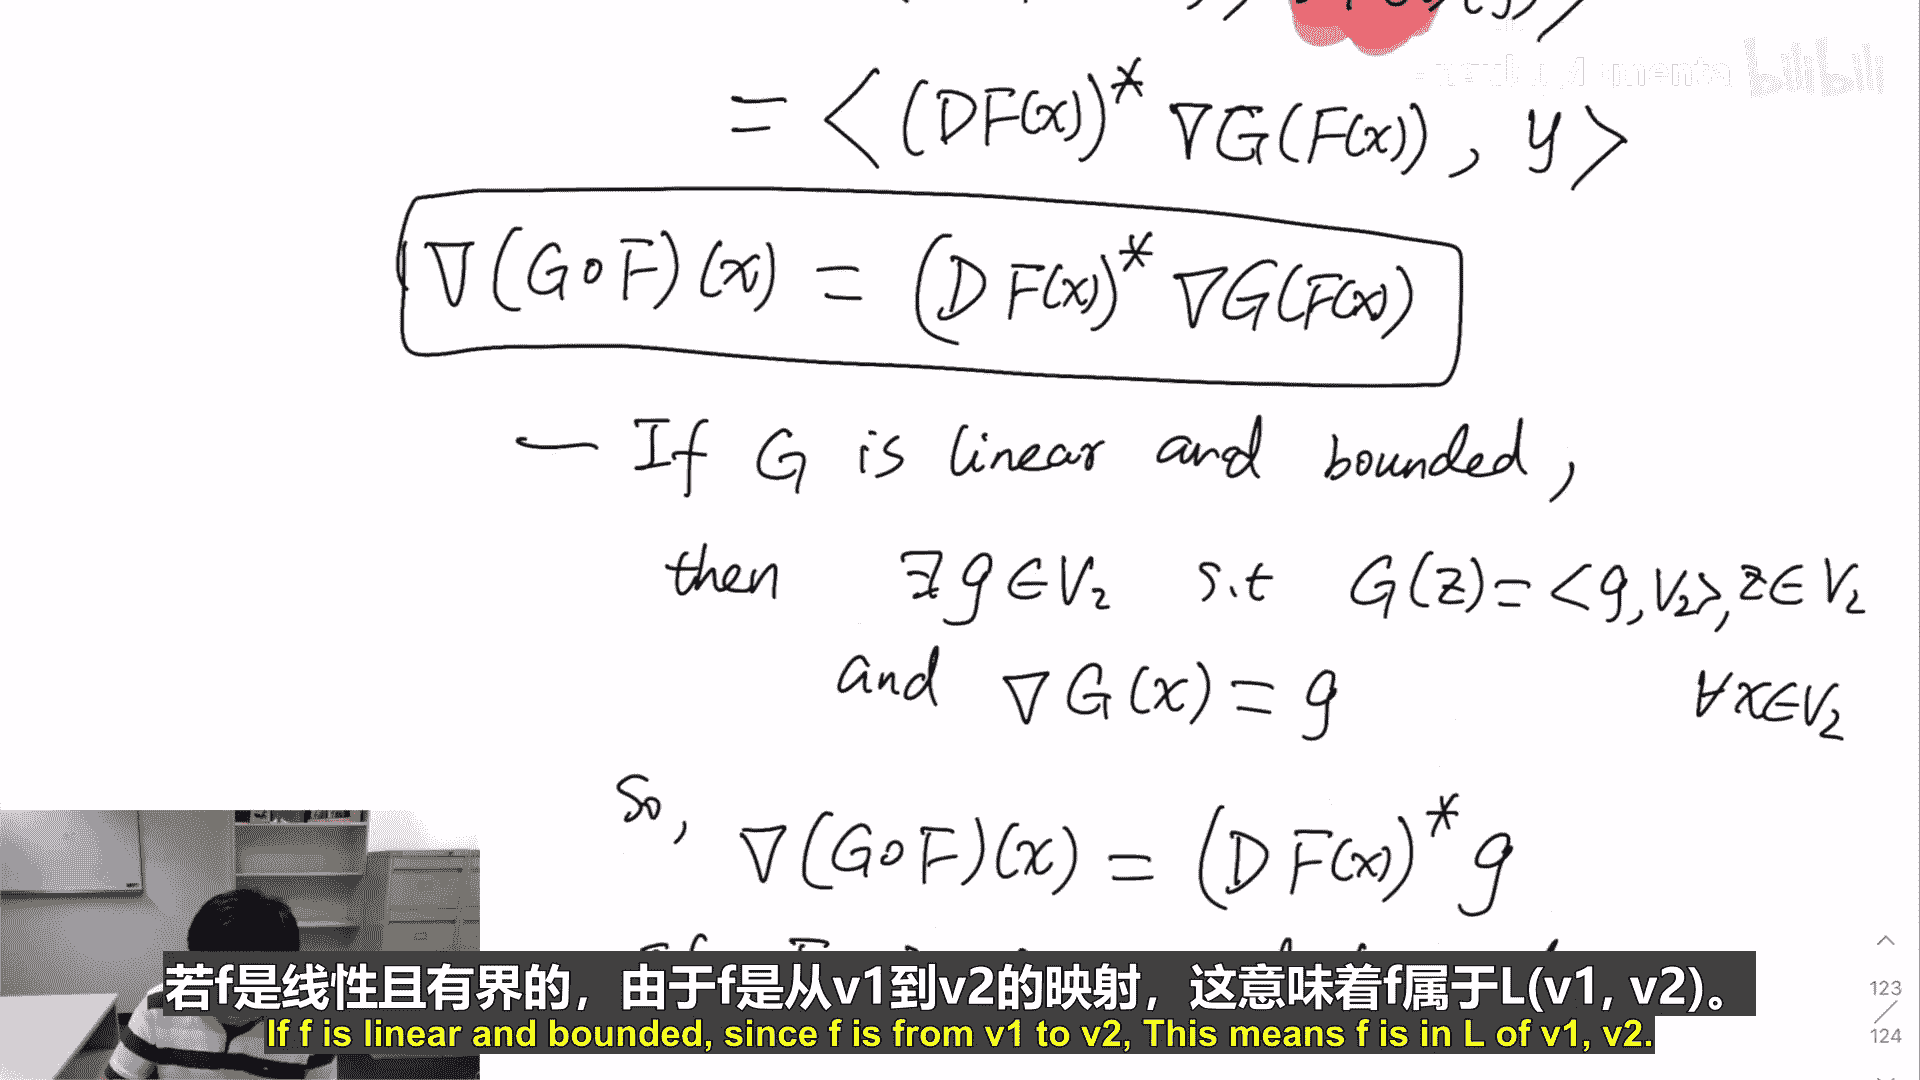 = <(DF(x))* ∇G(F(x)), y>
bilibili
∇(G∘F)(x) = (DF(x))* ∇G(F(x))
— If G is linear and bounded,
then ∃ g ∈ V₂ s.t G(z) = <g, V₂>, z ∈ V₂
and ∇G(x) = g ∀x∈V₂
So, ∇(G∘F)(x) = (DF(x))* g
若f是线性且有界的，由于f是从v1到v2的映射，这意味着f属于L(v1, v2)。
If f is linear and bounded, since f is from v1 to v2, This means f is in L of v1, v2.
123
/
124